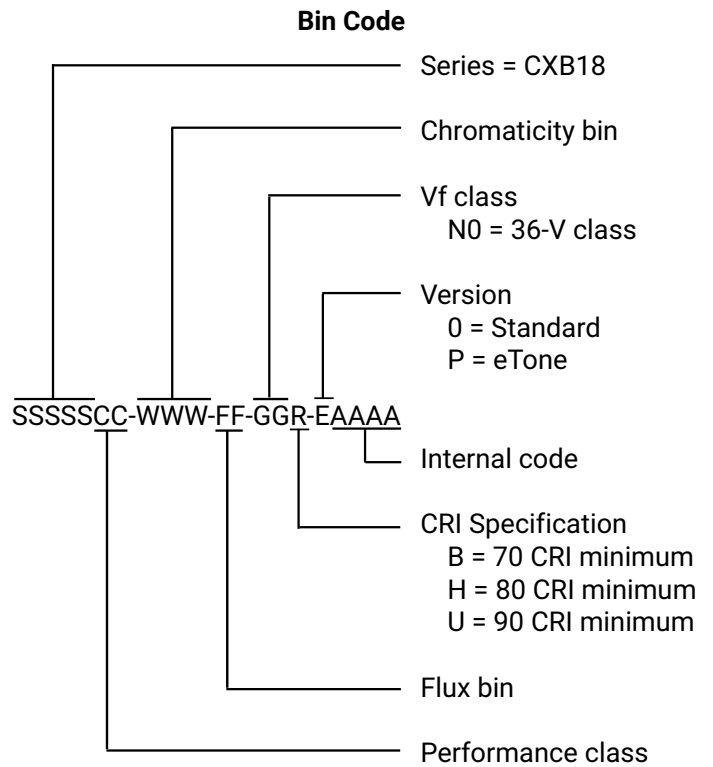 Bin Code
Series = CXB18
Chromaticity bin
Vf class
N0 = 36-V class
Version
0 = Standard
P = eTone
SSSSSCC-WWW-FF-GGR-EAAAA
Internal code
CRI Specification
B = 70 CRI minimum
H = 80 CRI minimum
U = 90 CRI minimum
Flux bin
Performance class